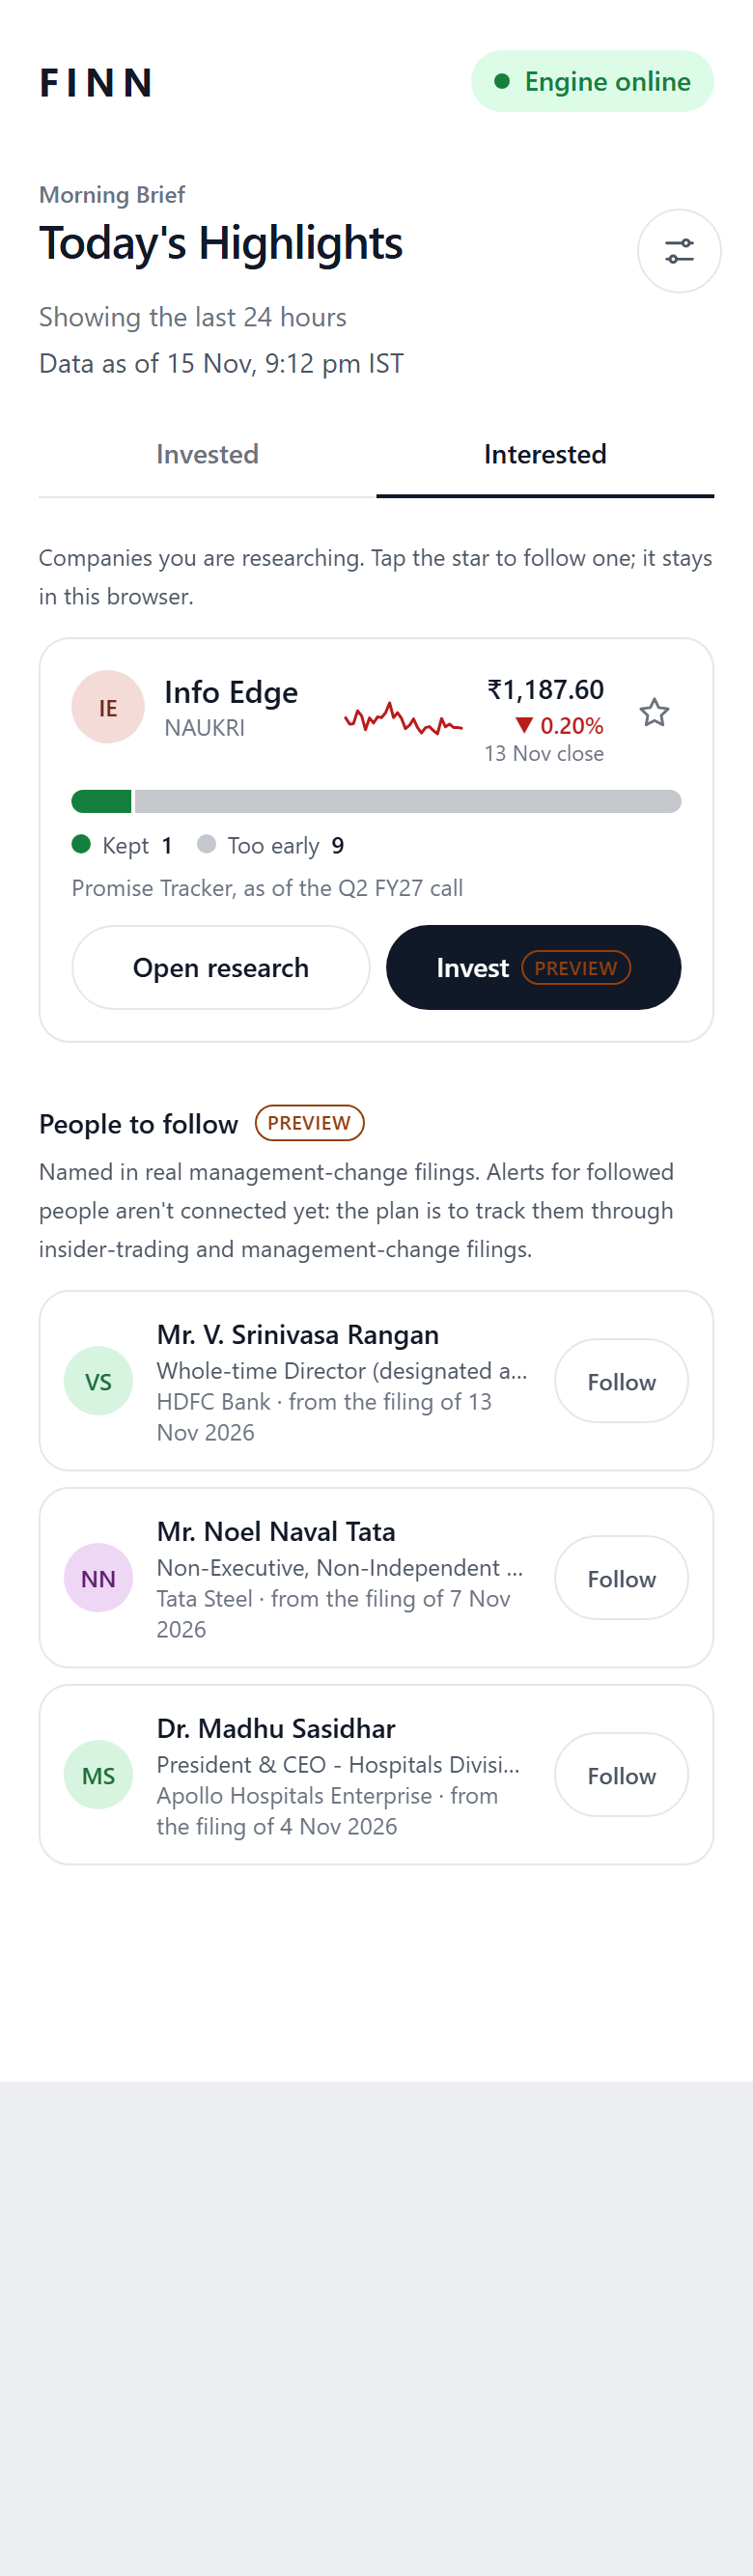 FINN
Engine online
Morning Brief
Today's Highlights
Showing the last 24 hours
Data as of 15 Nov, 9:12 pm IST
Invested
Interested
Companies you are researching. Tap the star to follow one; it stays
in this browser.
IE
Info Edge
NAUKRI
₹1,187.60
▼ 0.20%
13 Nov close
Kept 1
Too early 9
Promise Tracker, as of the Q2 FY27 call
Open research
Invest PREVIEW
People to follow PREVIEW
Named in real management-change filings. Alerts for followed
people aren't connected yet: the plan is to track them through
insider-trading and management-change filings.
VS
Mr. V. Srinivasa Rangan
Whole-time Director (designated a...
HDFC Bank · from the filing of 13
Nov 2026
Follow
NN
Mr. Noel Naval Tata
Non-Executive, Non-Independent ...
Tata Steel · from the filing of 7 Nov
2026
Follow
MS
Dr. Madhu Sasidhar
President & CEO - Hospitals Divisi...
Apollo Hospitals Enterprise · from
the filing of 4 Nov 2026
Follow